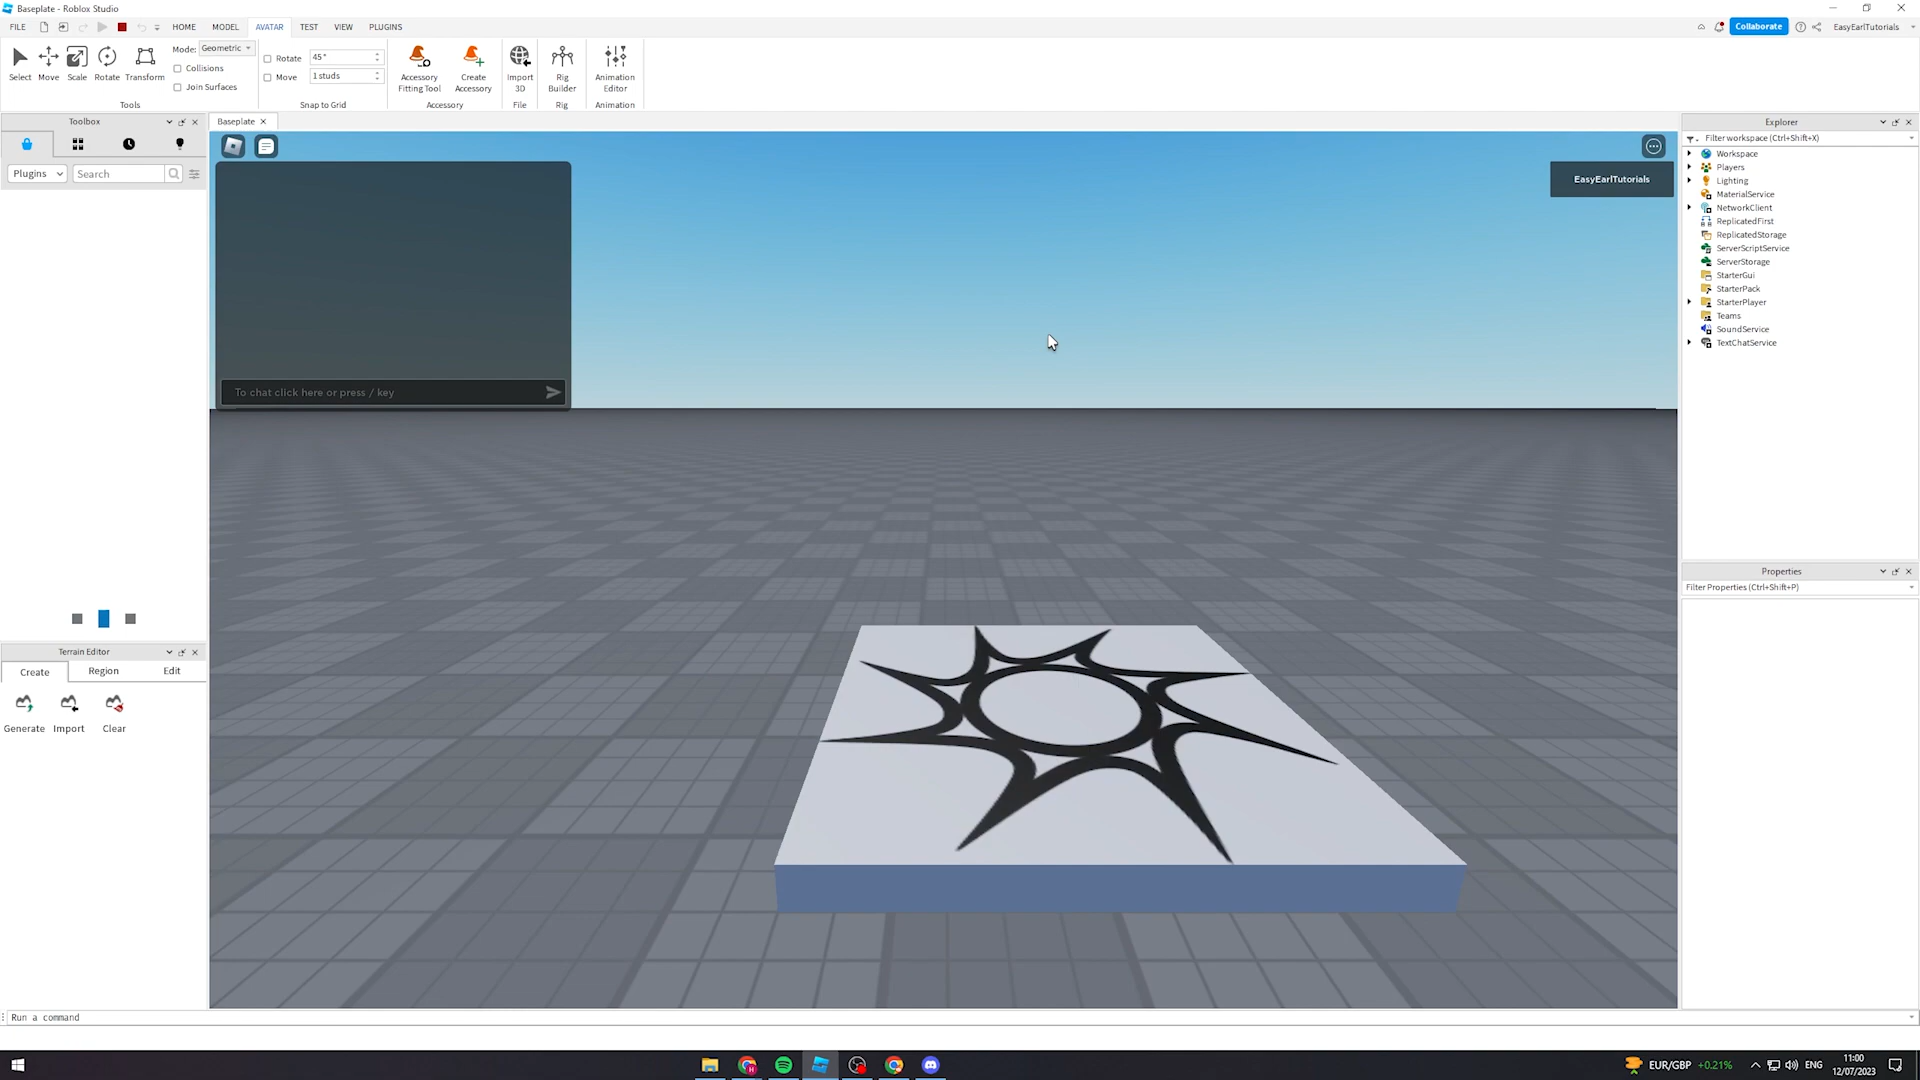 Baseplate - Roblox Studio
FILE HOME MODEL AVATAR TEST VIEW PLUGINS Collaborate EasyEarlTutorials
Select Move Scale Rotate Transform
Mode: Geometric
Collisions
Join Surfaces
Tools
Rotate 45°
Move 1 studs
Snap to Grid
Accessory Fitting Tool
Create Accessory
Accessory
Import 3D
File
Rig Builder
Rig
Animation Editor
Animation
Toolbox
Plugins Search
Baseplate
To chat click here or press / key
EasyEarlTutorials
Explorer
Filter workspace (Ctrl+Shift+X)
Workspace
Players
Lighting
MaterialService
NetworkClient
ReplicatedFirst
ReplicatedStorage
ServerScriptService
ServerStorage
StarterGui
StarterPack
StarterPlayer
Teams
SoundService
TextChatService
Properties
Filter Properties (Ctrl+Shift+P)
Terrain Editor
Create Region Edit
Generate Import Clear
Run a command
EUR/GBP +0.21% ENG 11:00
12/07/2023